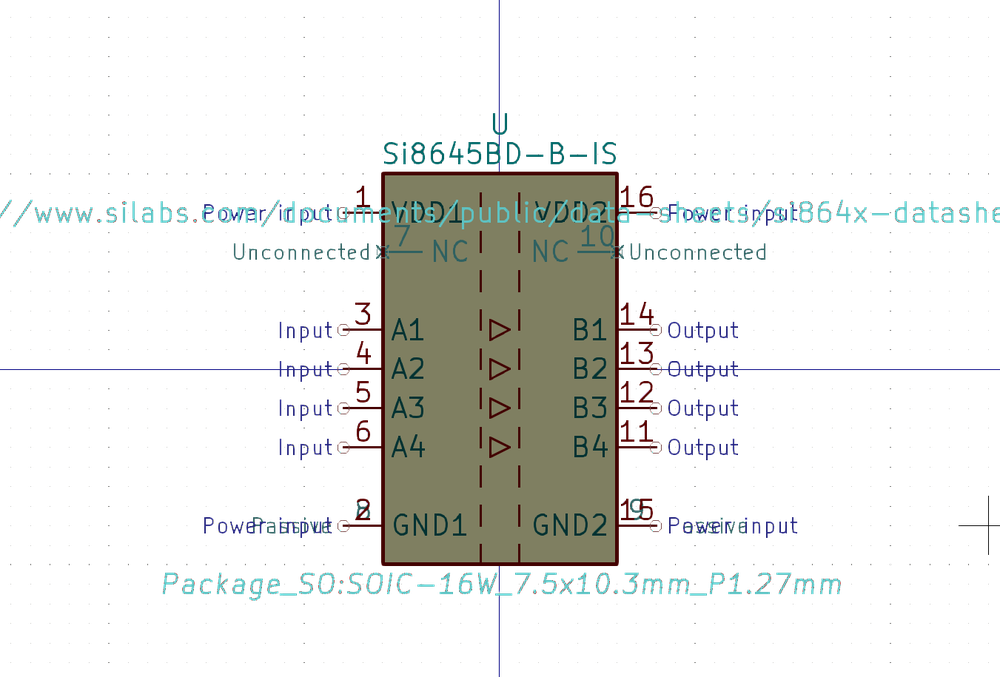 U
Si8645BD-B-IS
//www.silabs.com/documents/public/data-sheets/si864x-datashe
Power input 1 VDD1 VDD2 16 Power input
Unconnected 7 NC NC 10 Unconnected
Input 3 A1 B1 14 Output
Input 4 A2 B2 13 Output
Input 5 A3 B3 12 Output
Input 6 A4 B4 11 Output
Power input Passive 2 8 GND1 GND2 15 9 Power input Passive
Package_SO:SOIC-16W_7.5x10.3mm_P1.27mm